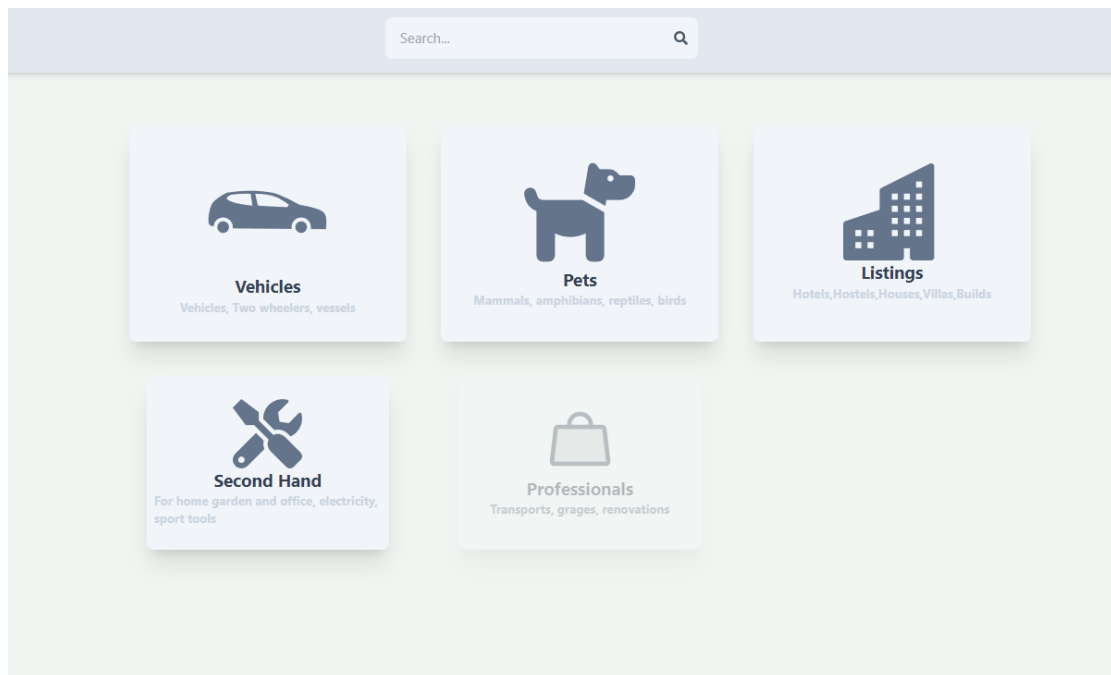 Search...
Vehicles
Vehicles, Two wheelers, vessels
Pets
Mammals, amphibians, reptiles, birds
Listings
Hotels,Hostels,Houses,Villas,Builds
Second Hand
For home garden and office, electricity,
sport tools
Professionals
Transports, grages, renovations